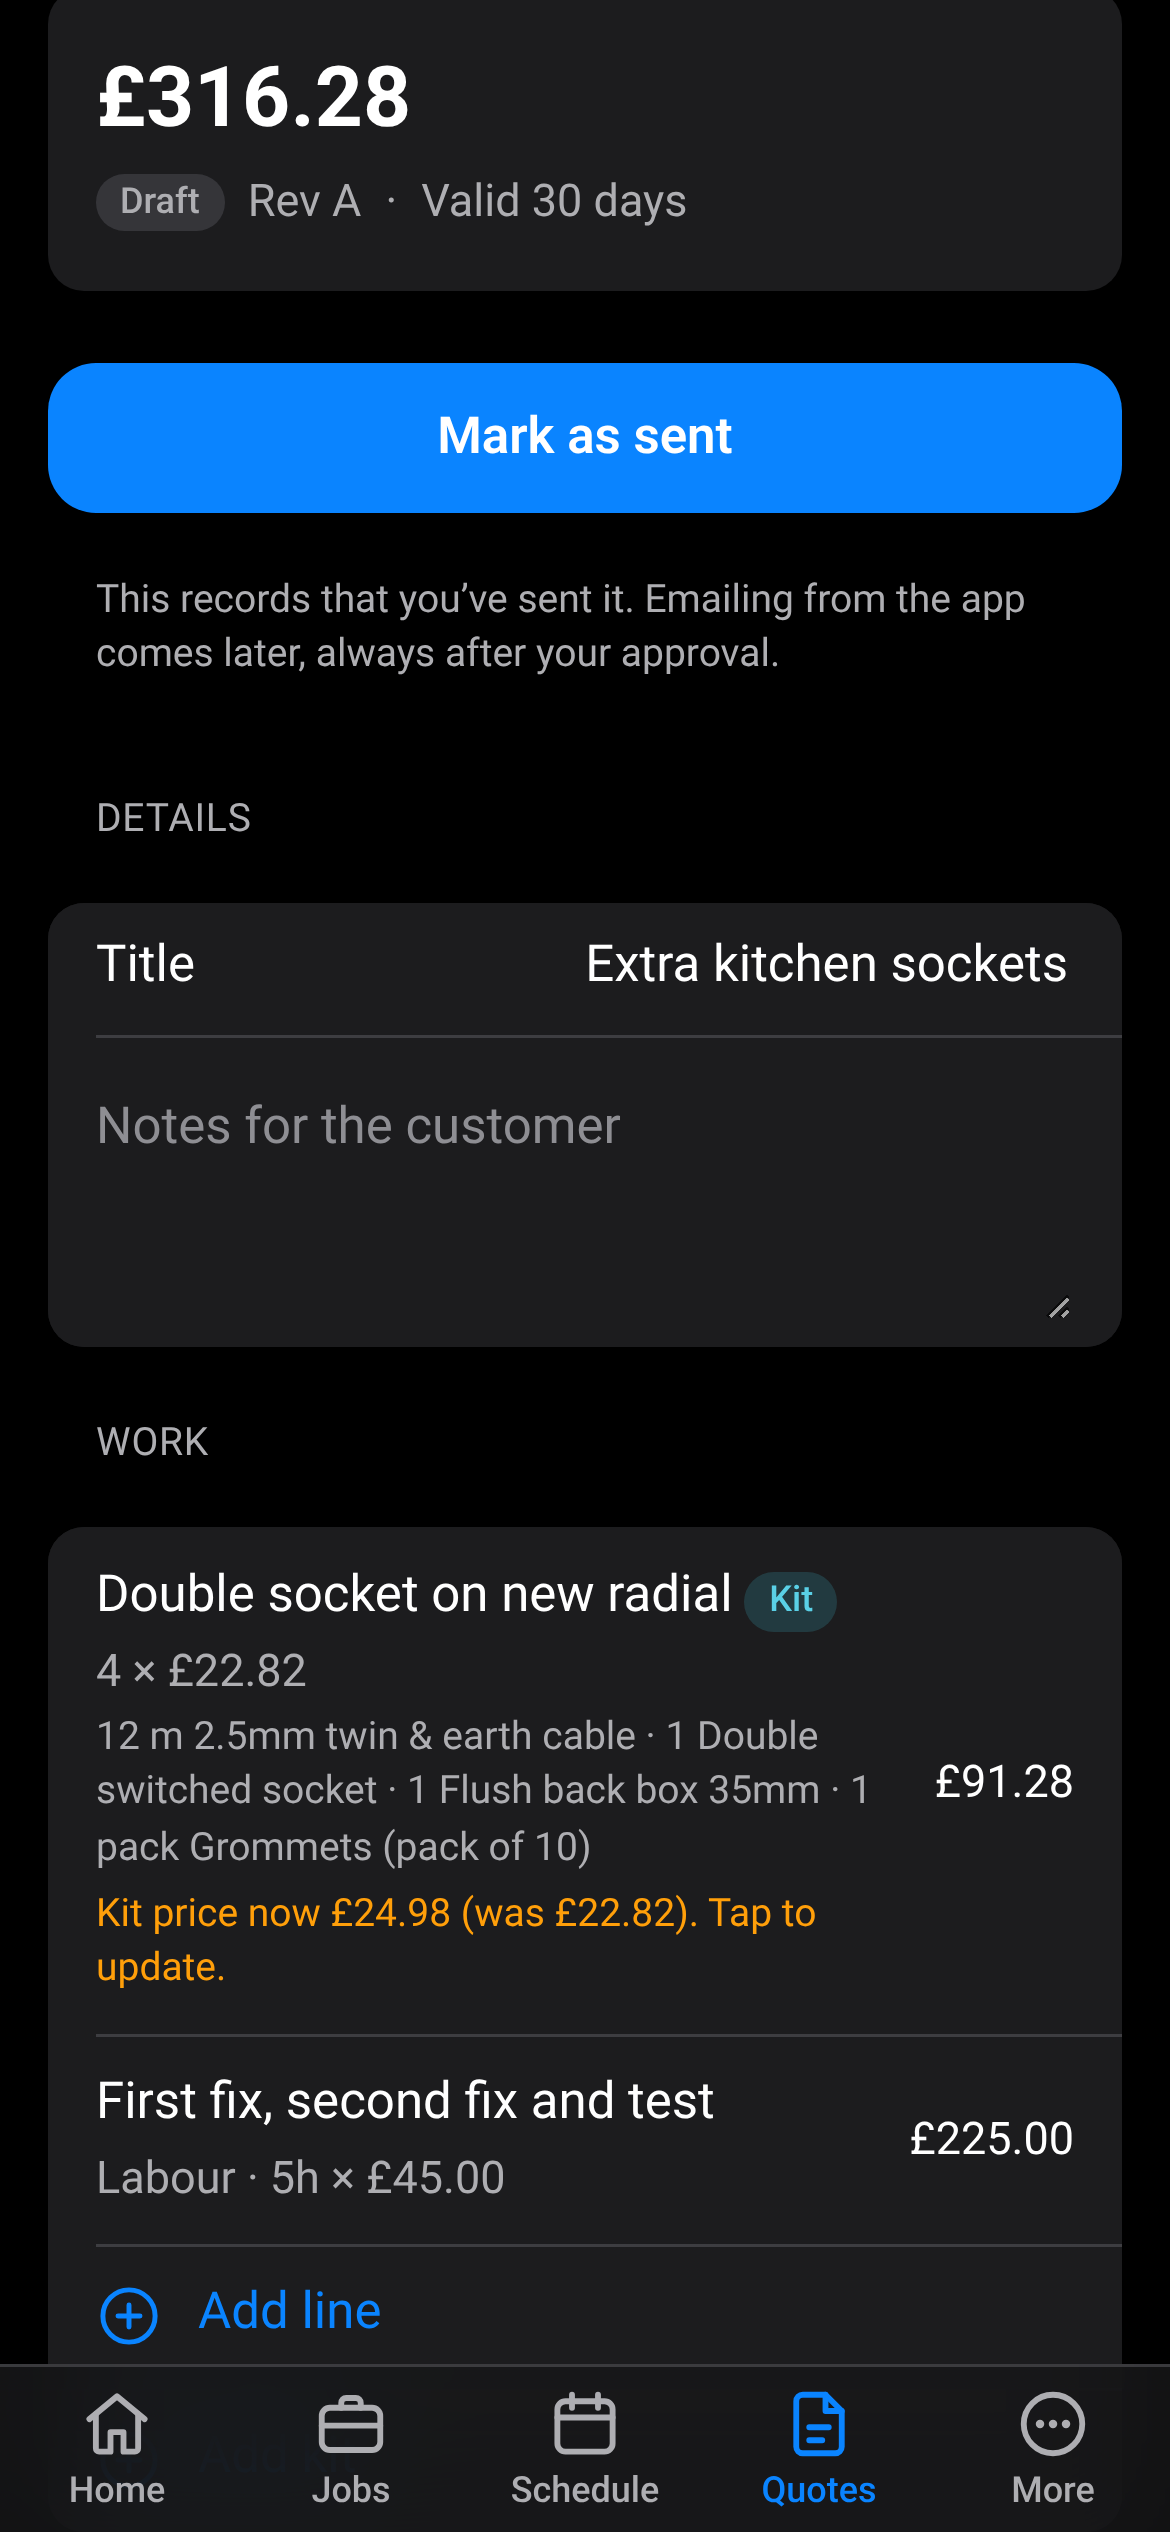 £316.28
Draft Rev A · Valid 30 days
Mark as sent
This records that you’ve sent it. Emailing from the app
comes later, always after your approval.
DETAILS
Title Extra kitchen sockets
Notes for the customer
WORK
Double socket on new radial Kit
4 × £22.82
12 m 2.5mm twin & earth cable · 1 Double
switched socket · 1 Flush back box 35mm · 1
pack Grommets (pack of 10)
£91.28
Kit price now £24.98 (was £22.82). Tap to
update.
First fix, second fix and test
Labour · 5h × £45.00
£225.00
Add line
Home Jobs Schedule Quotes More